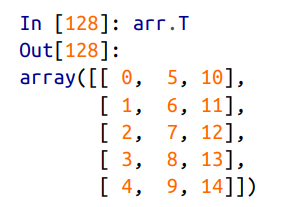 In [128]: arr.T
Out[128]:
array([[ 0,  5, 10],
       [ 1,  6, 11],
       [ 2,  7, 12],
       [ 3,  8, 13],
       [ 4,  9, 14]])